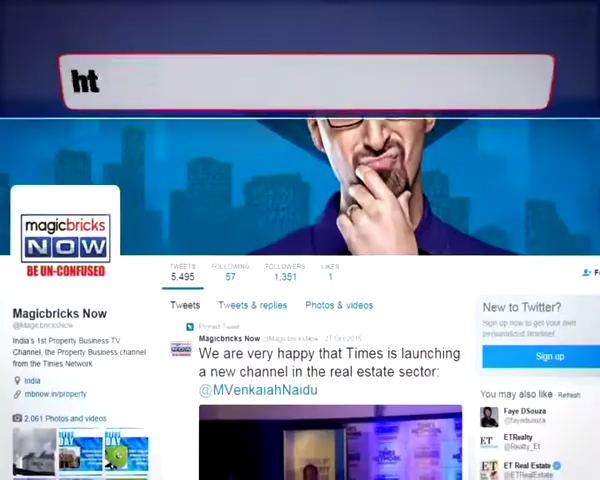 ht
magicbricks
NOW
BE UN-CONFUSED
TWEETS
5,495
FOLLOWING
57
FOLLOWERS
1,351
LIKES
1
Tweets
Tweets & replies
Photos & videos
Magicbricks Now
@MagicbricksNow
India's 1st Property Business TV
Channel, the Property Business channel
from the Times Network
India
mbnow.in/property
2,061 Photos and videos
Pinned Tweet
Magicbricks Now @MagicbricksNow · 27 Oct 2015
We are very happy that Times is launching
a new channel in the real estate sector:
@MVenkaiahNaidu
New to Twitter?
Sign up now to get your own
personalized timeline!
Sign up
You may also like · Refresh
Faye DSouza
@fayedsouza
ETRealty
@Realty_Et
ET Real Estate
@ETRealEstate